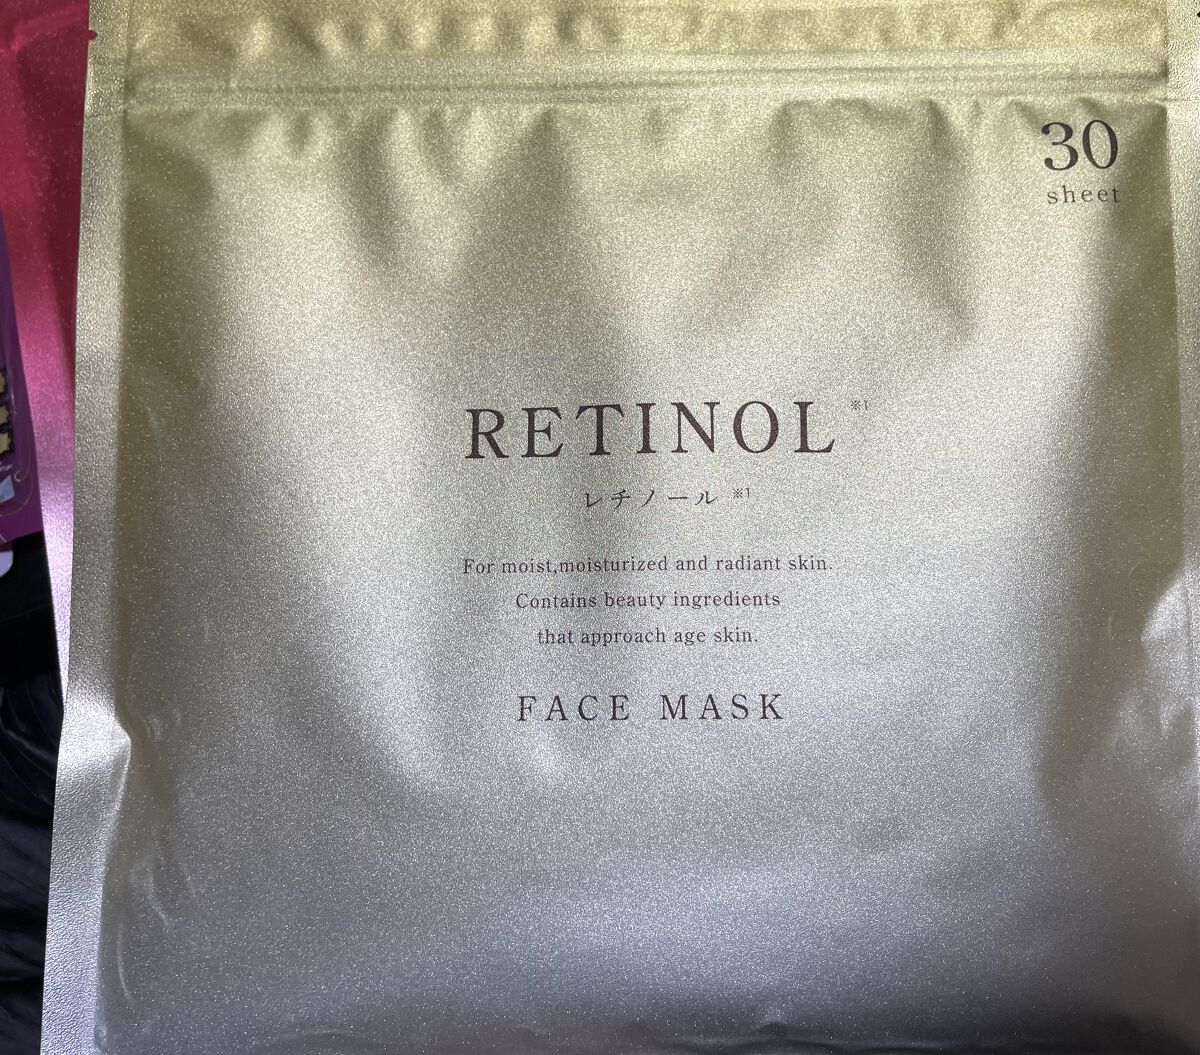 30
sheet
RETINOL ※1
レチノール ※1
For moist,moisturized and radiant skin.
Contains beauty ingredients
that approach age skin.
FACE MASK